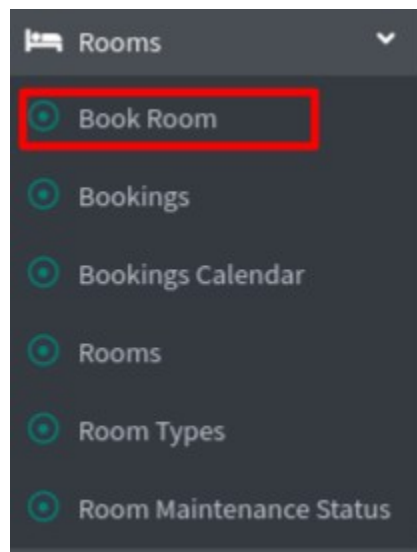 Rooms
Book Room
Bookings
Bookings Calendar
Rooms
Room Types
Room Maintenance Status